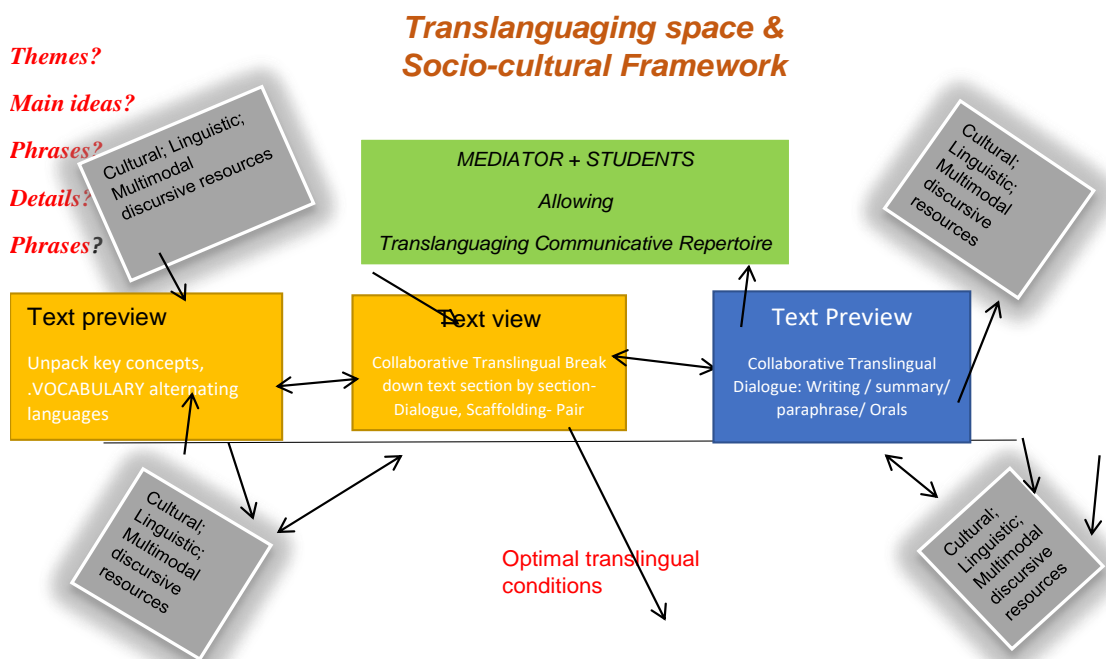 Translanguaging space &
Socio-cultural Framework
Themes?
Main ideas?
Phrases?
Details?
Phrases?
Cultural; Linguistic;
Multimodal
discursive resources
MEDIATOR + STUDENTS
Allowing
Translanguaging Communicative Repertoire
Cultural;
Linguistic;
Multimodal
discursive
resources
Text preview
Unpack key concepts,
.VOCABULARY alternating
languages
Text view
Collaborative Translingual Break
down text section by section-
Dialogue, Scaffolding- Pair
Text Preview
Collaborative Translingual
Dialogue: Writing / summary/
paraphrase/ Orals
Cultural;
Linguistic;
Multimodal
discursive
resources
Optimal translingual
conditions
Cultural;
Linguistic;
Multimodal
discursive
resources